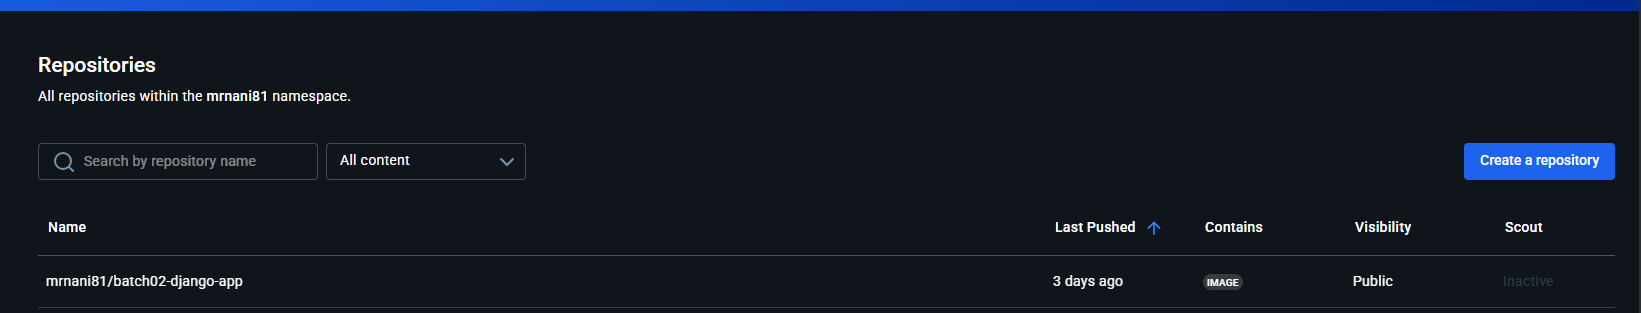 Repositories
All repositories within the mrnani81 namespace.
Search by repository name
All content
Create a repository
Name Last Pushed Contains Visibility Scout
mrnani81/batch02-django-app 3 days ago IMAGE Public Inactive